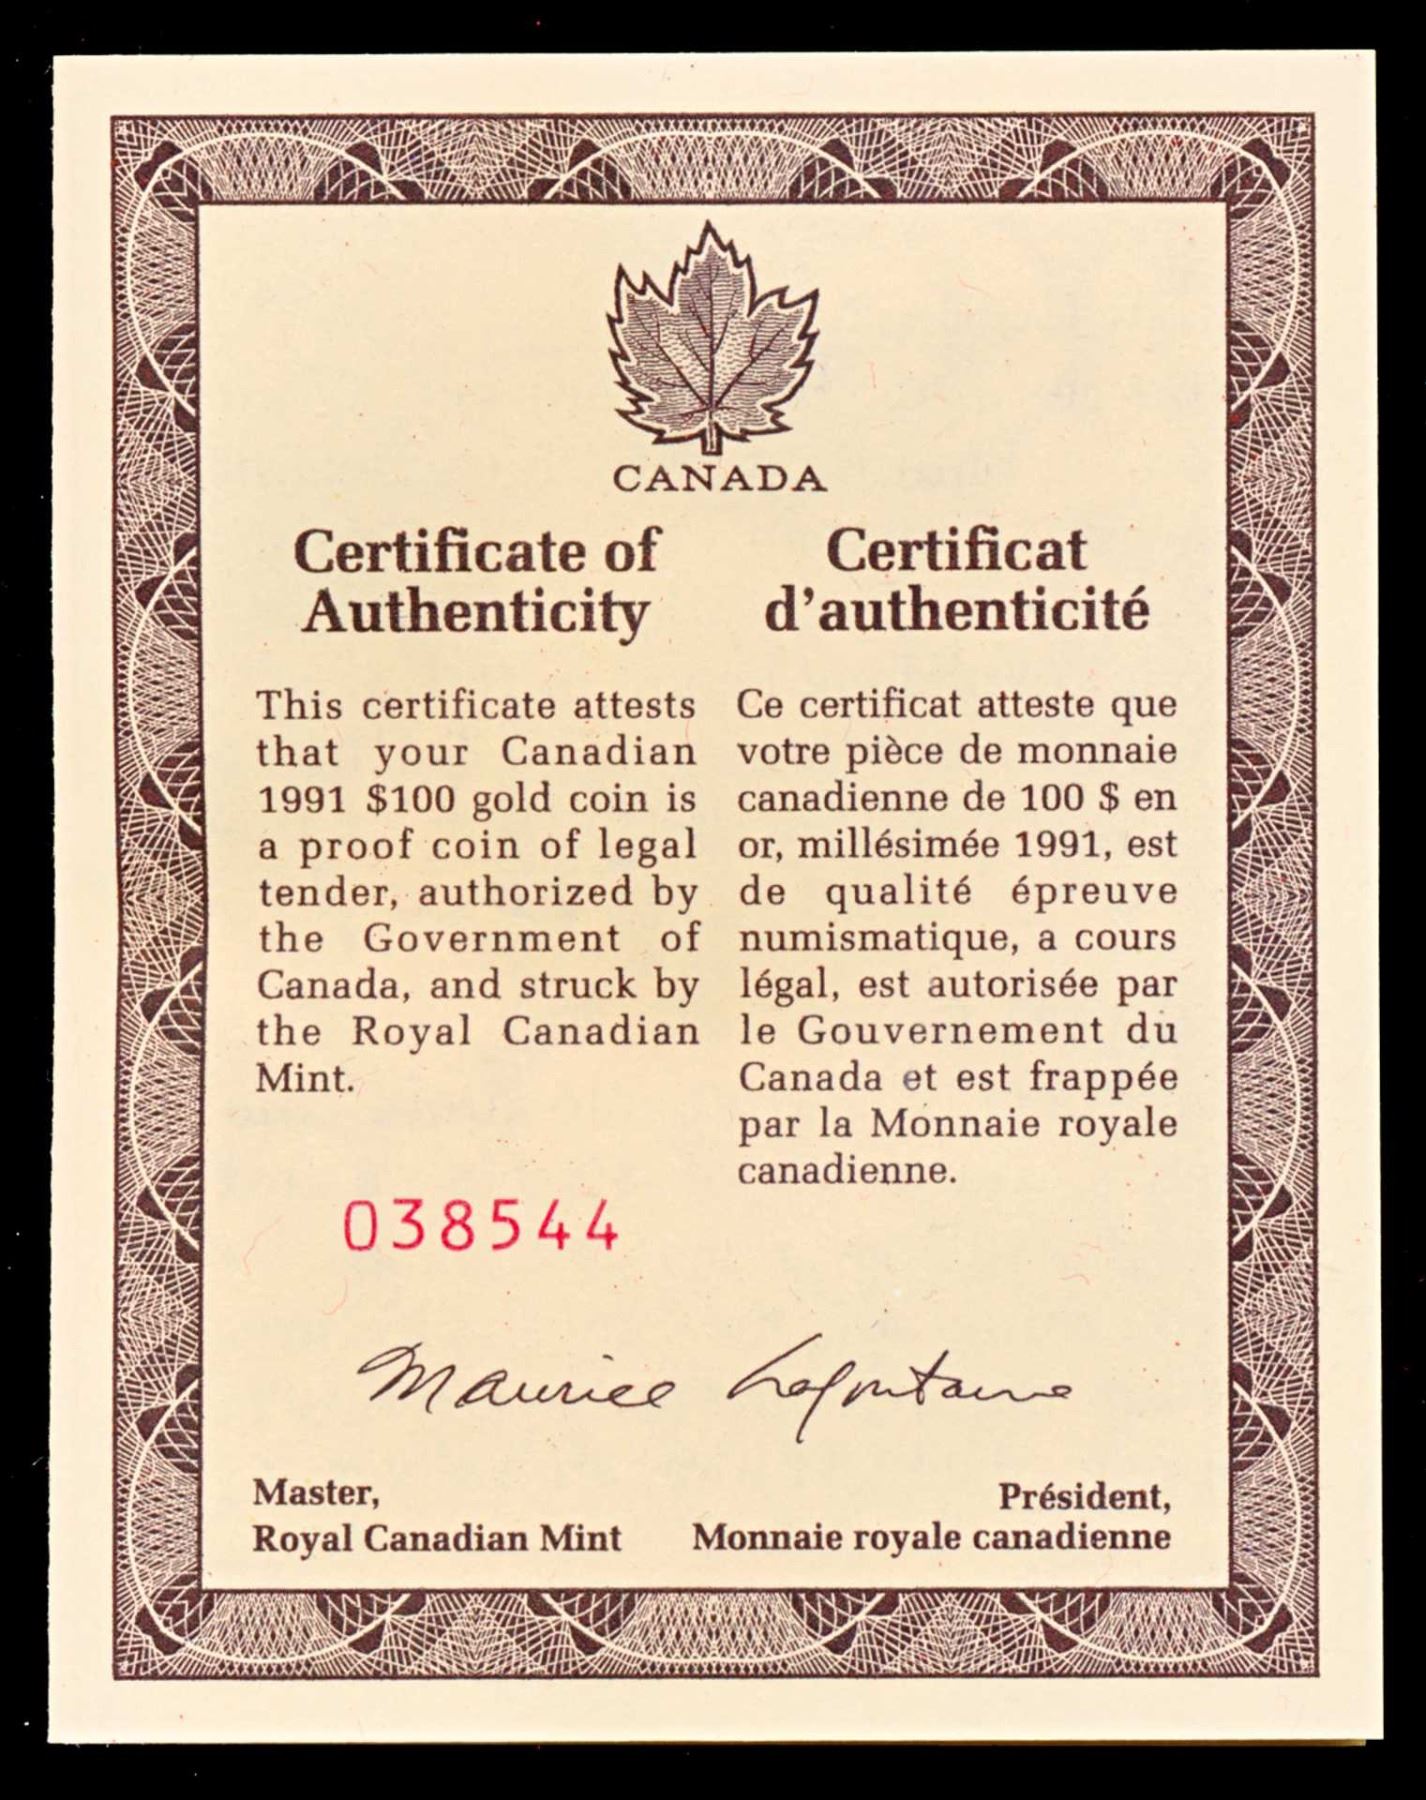 CANADA
Certificate of
Authenticity
This certificate attests
that your Canadian
1991 $100 gold coin is
a proof coin of legal
tender, authorized by
the Government of
Canada, and struck by
the Royal Canadian
Mint.
038544
Certificat
d'authenticité
Ce certificat atteste que
votre pièce de monnaie
canadienne de 100 $ en
or, millésimée 1991, est
de qualité épreuve
numismatique, a cours
légal, est autorisée par
le Gouvernement du
Canada et est frappée
par la Monnaie royale
canadienne.
Maurice Lafontaine
Master,
Royal Canadian Mint
Président,
Monnaie royale canadienne